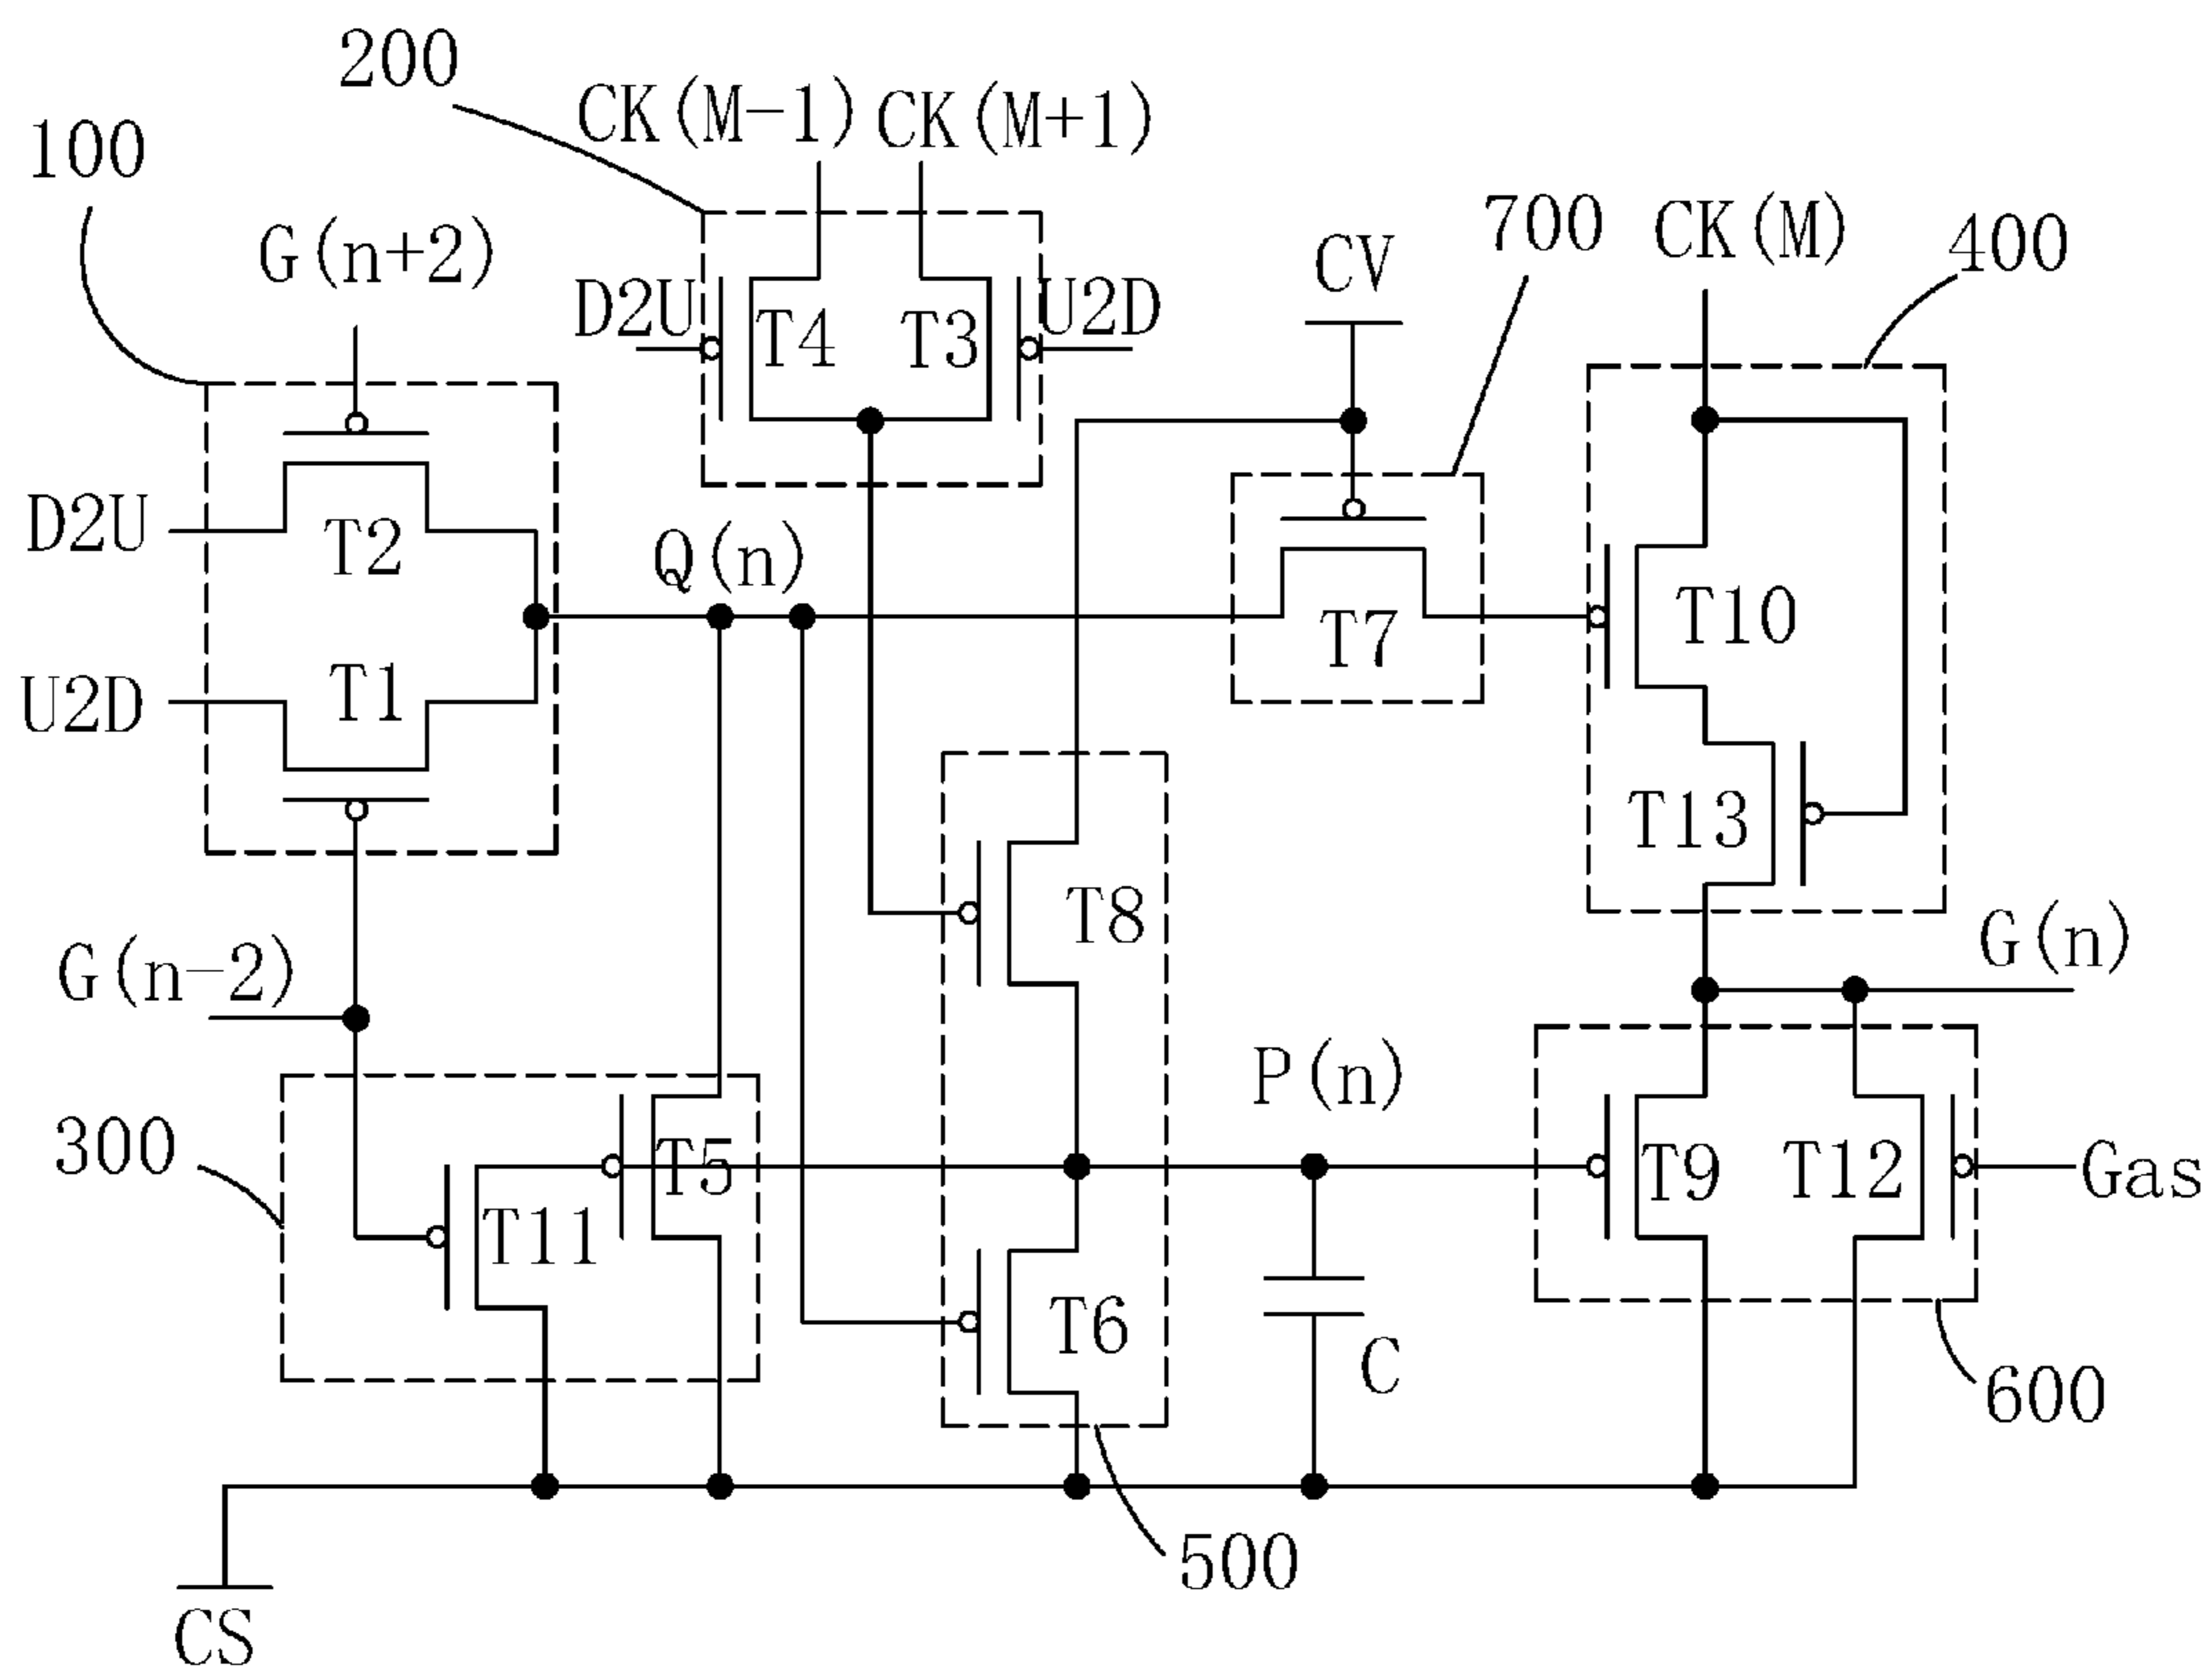 200
CK(M-1)
CK(M+1)
100
700
CK(M)
400
G(n+2)
CV
D2U
T4
T3
U2D
D2U
T2
Q(n)
T10
T7
U2D
T1
T13
T8
G(n-2)
G(n)
P(n)
300
T5
T9
T12
Gas
T11
T6
C
600
500
CS